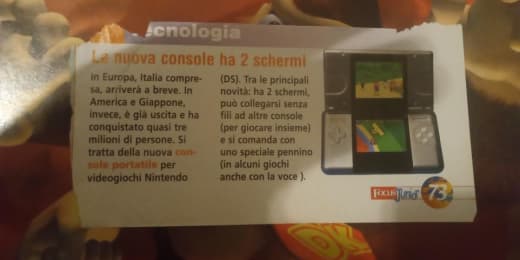 ecnologia
La nuova console ha 2 schermi
in Europa, Italia compre-
sa, arriverà a breve. In
America e Giappone,
invece, è già uscita e ha
conquistato quasi tre
milioni di persone. Si
tratta della nuova con-
sole portatile per
videogiochi Nintendo
(DS). Tra le principali
novità: ha 2 schermi,
può collegarsi senza
fili ad altre console
(per giocare insieme)
e si comanda con
uno speciale pennino
(in alcuni giochi
anche con la voce ).
FOCUS Junior 73